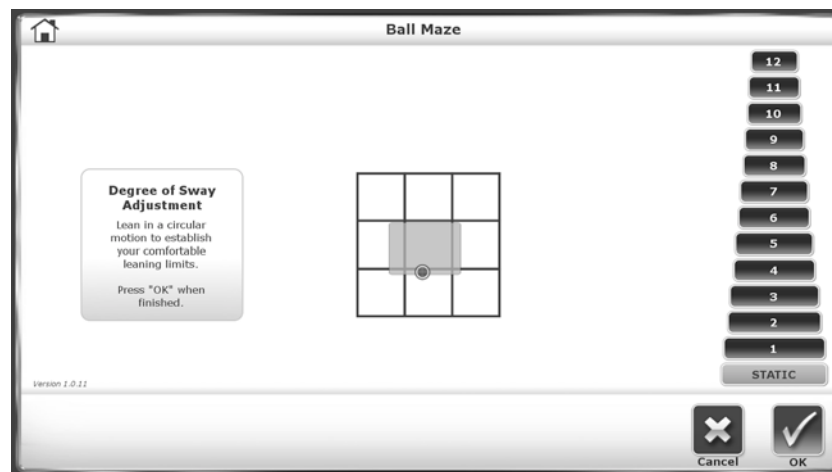 Ball Maze
Degree of Sway
Adjustment
Lean in a circular
motion to establish
your comfortable
leaning limits.
Press "OK" when
finished.
12
11
10
9
8
7
6
5
4
3
2
1
STATIC
Version 1.0.11
Cancel
OK